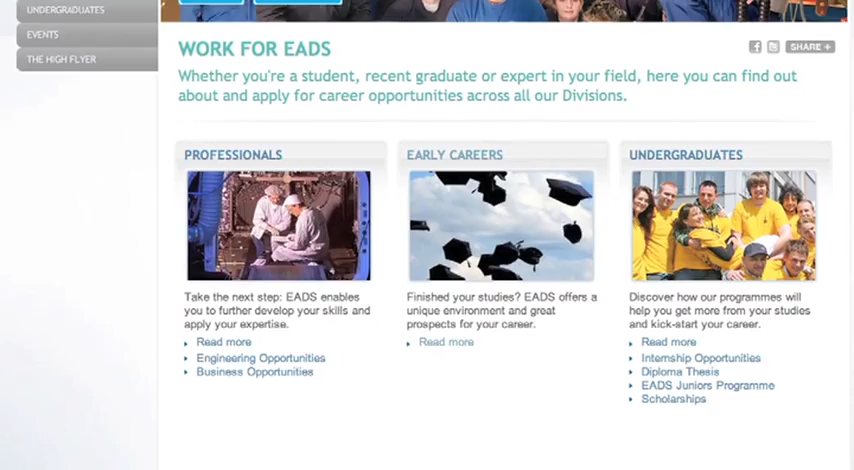 UNDERGRADUATES
EVENTS
THE HIGH FLYER
WORK FOR EADS
SHARE +
Whether you're a student, recent graduate or expert in your field, here you can find out
about and apply for career opportunities across all our Divisions.
PROFESSIONALS
Take the next step: EADS enables
you to further develop your skills and
apply your expertise.
Read more
Engineering Opportunities
Business Opportunities
EARLY CAREERS
Finished your studies? EADS offers a
unique environment and great
prospects for your career.
Read more
UNDERGRADUATES
Discover how our programmes will
help you get more from your studies
and kick-start your career.
Read more
Internship Opportunities
Diploma Thesis
EADS Juniors Programme
Scholarships